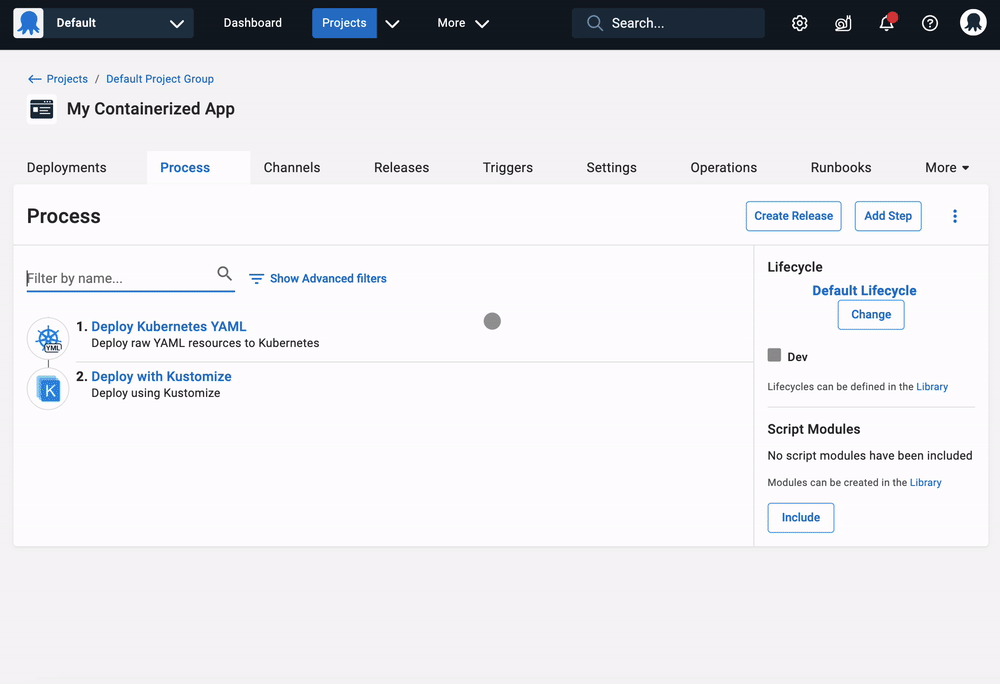 Default
Dashboard
Projects
More
Search...
Projects / Default Project Group
My Containerized App
Deployments
Process
Channels
Releases
Triggers
Settings
Operations
Runbooks
More
Process
Create Release
Add Step
Filter by name...
Show Advanced filters
1. Deploy Kubernetes YAML
Deploy raw YAML resources to Kubernetes
YML
2. Deploy with Kustomize
Deploy using Kustomize
K
Lifecycle
Default Lifecycle
Change
Dev
Lifecycles can be defined in the Library
Script Modules
No script modules have been included
Modules can be created in the Library
Include